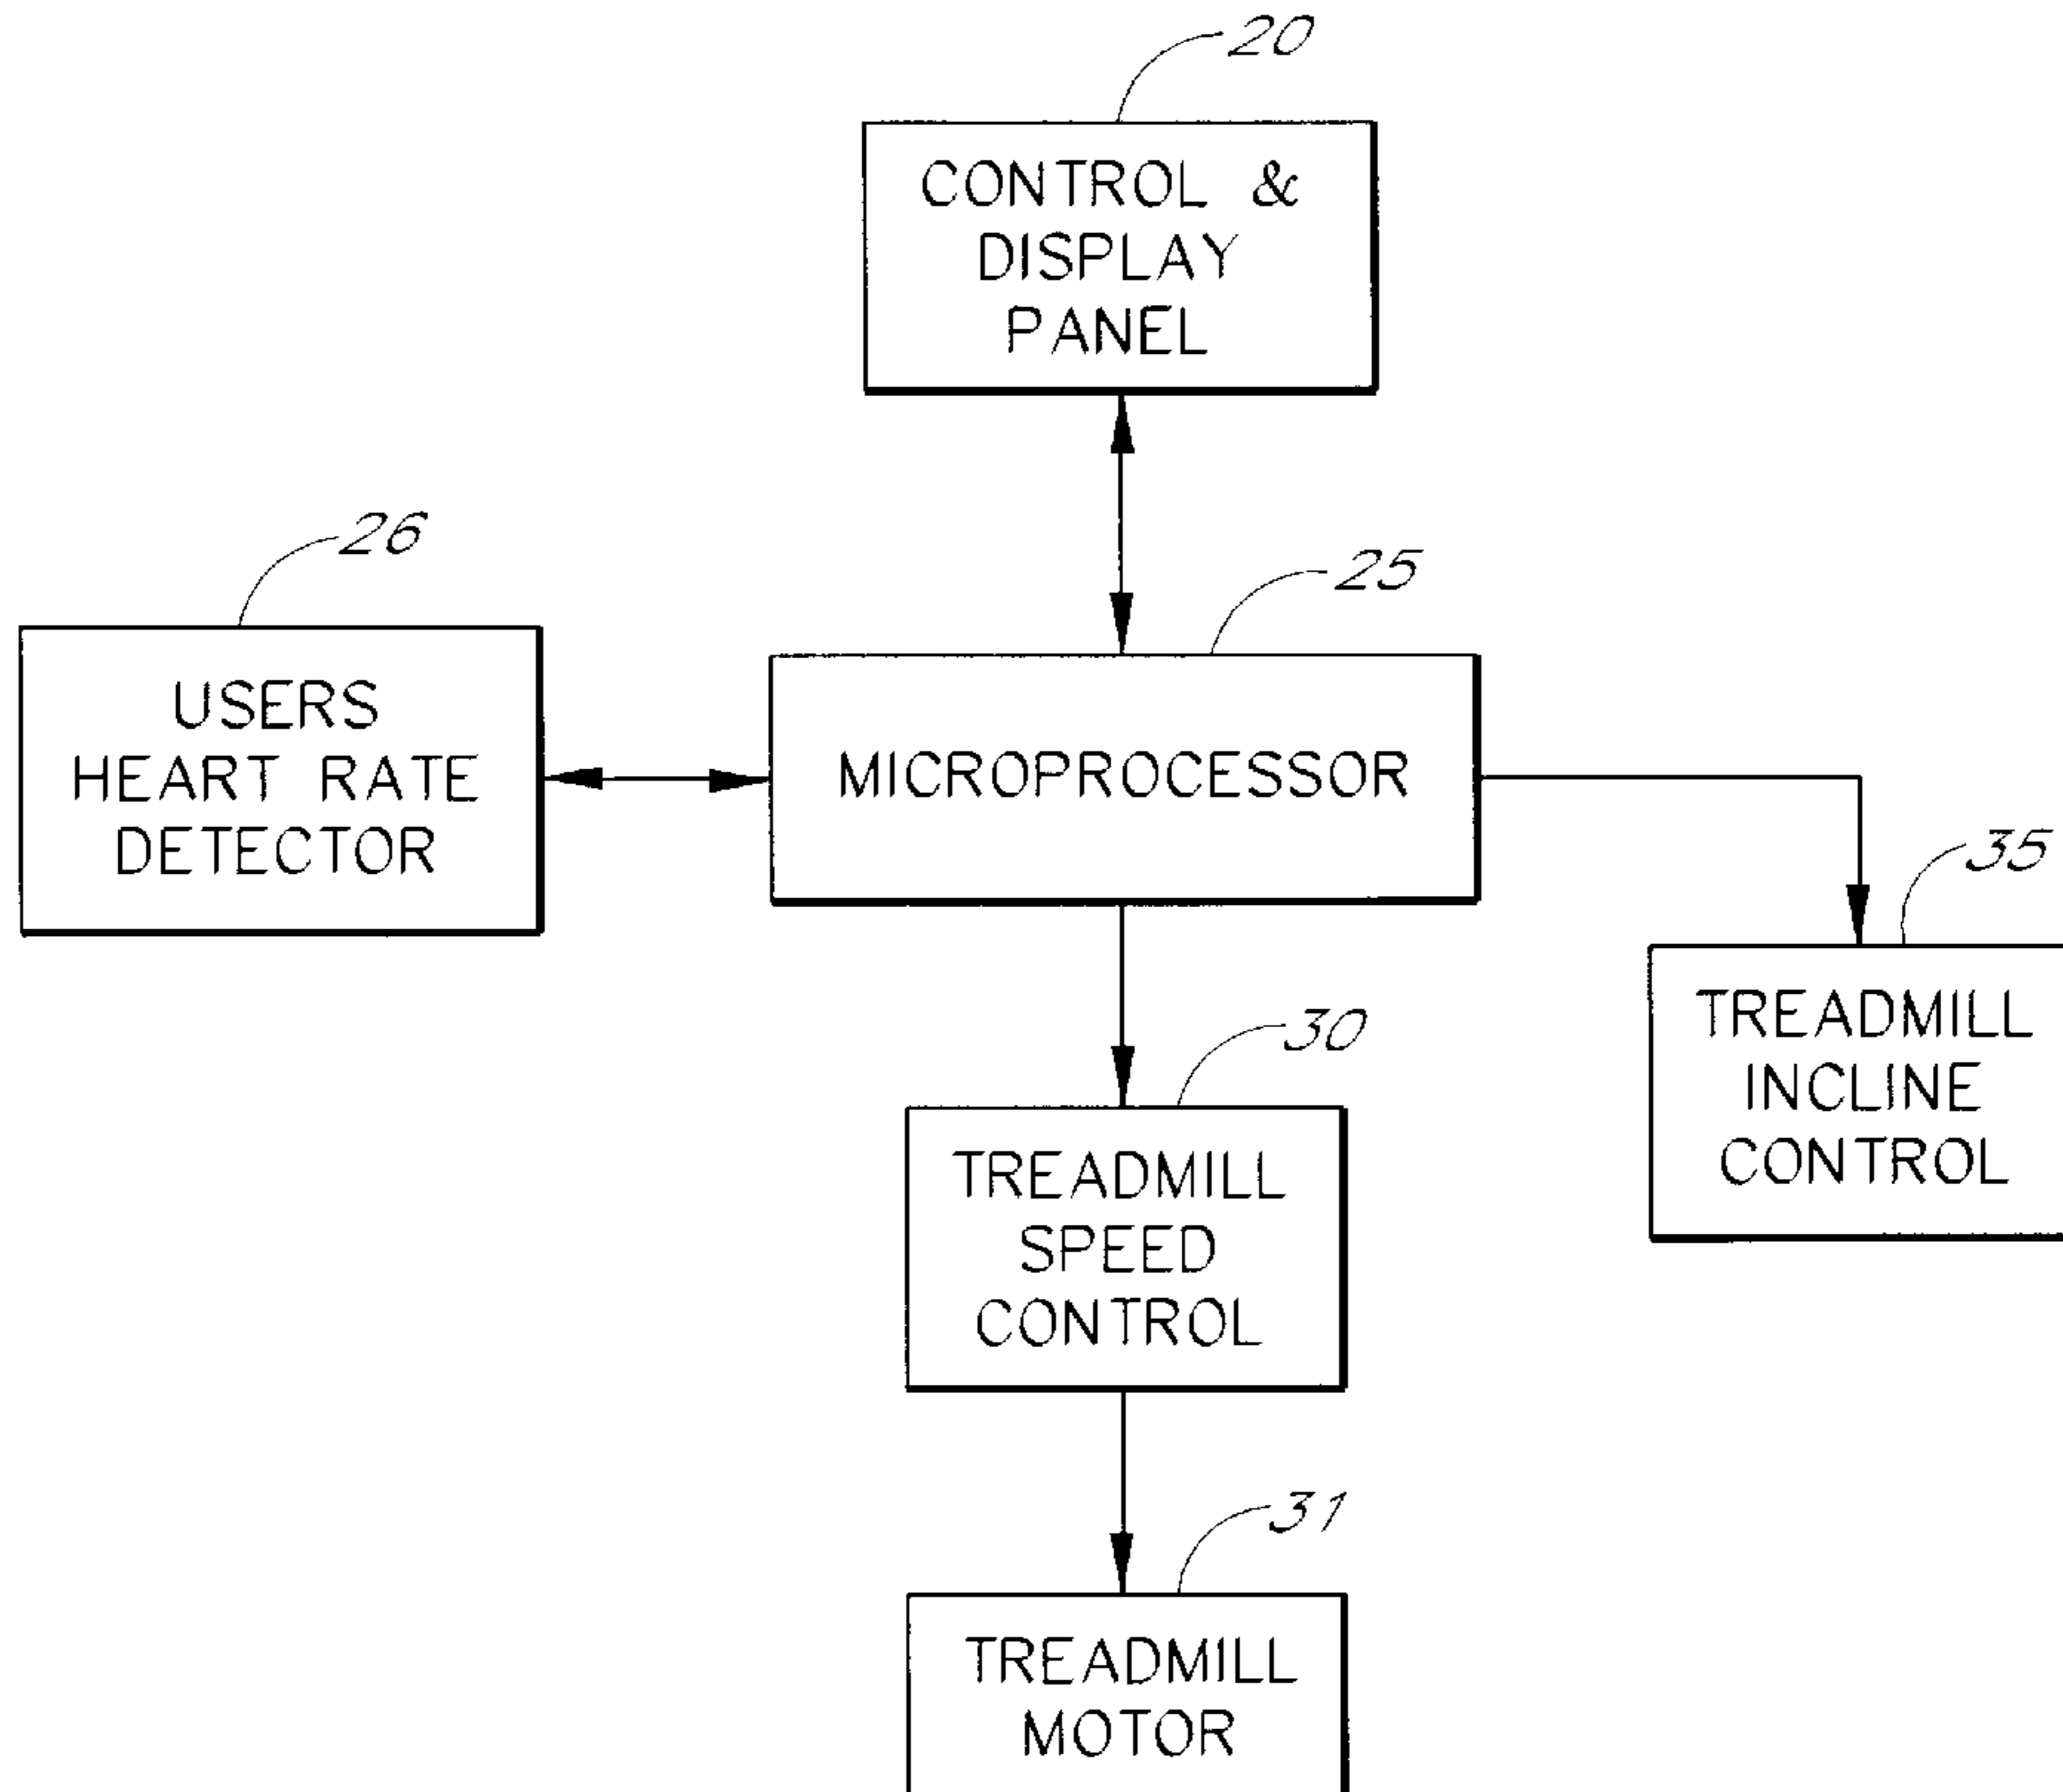 20
CONTROL &
DISPLAY
PANEL
26
25
USERS
HEART RATE
DETECTOR
MICROPROCESSOR
35
TREADMILL
INCLINE
CONTROL
30
TREADMILL
SPEED
CONTROL
31
TREADMILL
MOTOR